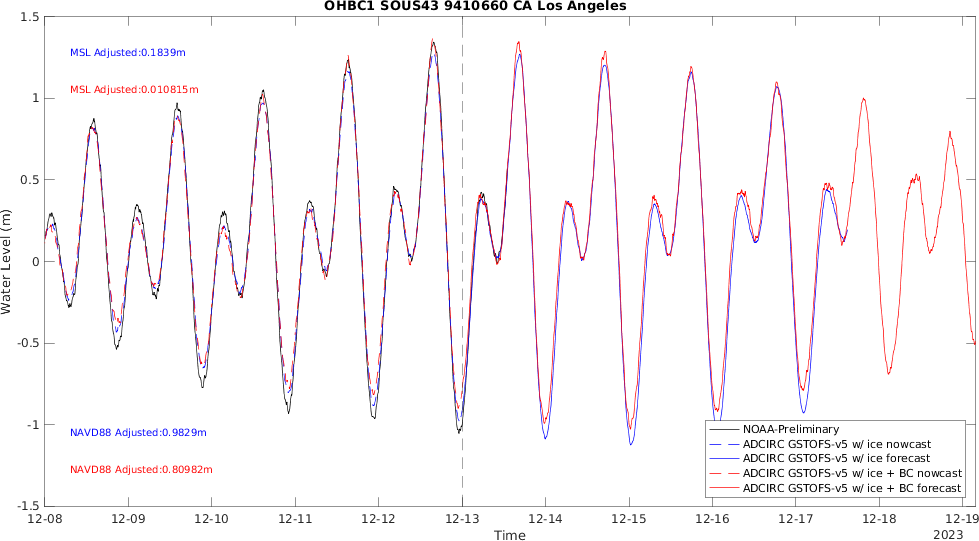 OHBC1 SOUS43 9410660 CA Los Angeles
1.5
1
0.5
0
-0.5
-1
-1.5
Water Level (m)
MSL Adjusted:0.1839m
MSL Adjusted:0.010815m
NAVD88 Adjusted:0.9829m
NAVD88 Adjusted:0.80982m
NOAA-Preliminary
ADCIRC GSTOFS-v5 w/ ice nowcast
ADCIRC GSTOFS-v5 w/ ice forecast
ADCIRC GSTOFS-v5 w/ ice + BC nowcast
ADCIRC GSTOFS-v5 w/ ice + BC forecast
12-08 12-09 12-10 12-11 12-12 12-13 12-14 12-15 12-16 12-17 12-18 12-19
Time
2023